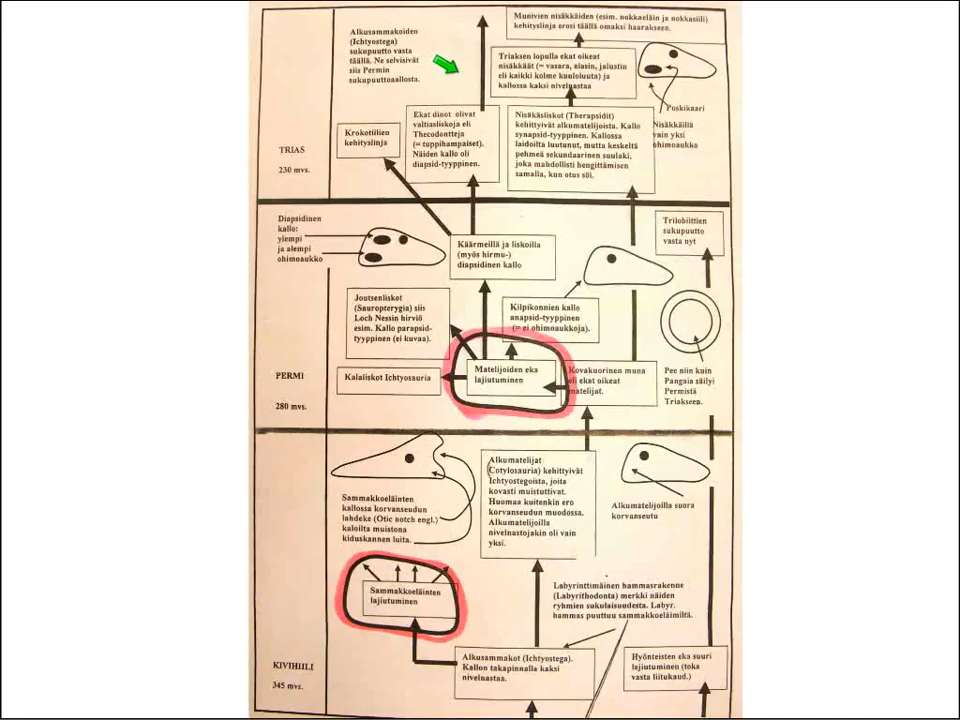 Munivien nisäkkäiden (esim. nokkaeläin ja nokkasiili)
kehityslinja erosi täällä omaksi haarakseen.
Alkusammakoiden
(Ichtyostega)
sukupuutto vasta
täällä. Ne selvisivät
siis Permin
sukupuuttoaallosta.
Triaksen lopulla ekat oikeat
nisäkkäät (= vasara, alasin, jalustin
eli kaikki kolme kuuloluuta) ja
kallossa kaksi nivelnastaa
Poskikaari
Nisäkkäillä
vain yksi
ohimoaukko
Ekat dinot olivat
valtiasliskoja eli
Thecodontteja
(= tuppihampaiset).
Näiden kallo oli
diapsid-tyyppinen.
Nisäkäsliskot (Therapsidit)
kehittyivät alkumatelijoista. Kallo
synapsid-tyyppinen. Kallossa
laidoilta luutunut, mutta keskeltä
pehmeä sekundaarinen suulaki,
joka mahdollisti hengittämisen
samalla, kun otus söi.
Krokotiilien
kehityslinja
TRIAS
230 mvs.
Diapsidinen
kallo:
ylempi
ja alempi
ohimoaukko
Käärmeillä ja liskoilla
(myös hirmu-)
diapsidinen kallo
Trilobiittien
sukupuutto
vasta nyt
Joutsenliskot
(Sauropterygia) siis
Loch Nessin hirviö
esim. Kallo parapsid-
tyyppinen (ei kuvaa).
Kilpikonnien kallo
anapsid-tyyppinen
(= ei ohimoaukkoja).
PERMI
280 mvs.
Kalaliskot Ichtyosauria
Matelijoiden eka
lajiutuminen
Kovakuorinen muna
eli ekat oikeat
matelijat.
Pee niin kuin
Pangaia säilyi
Permistä
Triakseen.
Sammakkoeläinten
kallossa korvanseudun
lahdeke (Otic notch engl.)
kaloilta muistona
kiduskannen luita.
Alkumatelijat
(Cotylosauria) kehittyivät
Ichtyostegoista, joita
kovasti muistuttivat.
Huomaa kuitenkin ero
korvanseudun muodossa.
Alkumatelijoilla
nivelnastojakin oli vain
yksi.
Alkumatelijoilla suora
korvanseutu
Sammakkoeläinten
lajiutuminen
Labyrinttimäinen hammasrakenne
(Labyrithodonta) merkki näiden
ryhmien sukulaisuudesta. Labyr.
hammas puuttuu sammakkoeläimiltä.
KIVIHIILI
345 mvs.
Alkusammakot (Ichtyostega).
Kallon takapinnalla kaksi
nivelnastaa.
Hyönteisten eka suuri
lajiutuminen (toka
vasta liitukaud.)